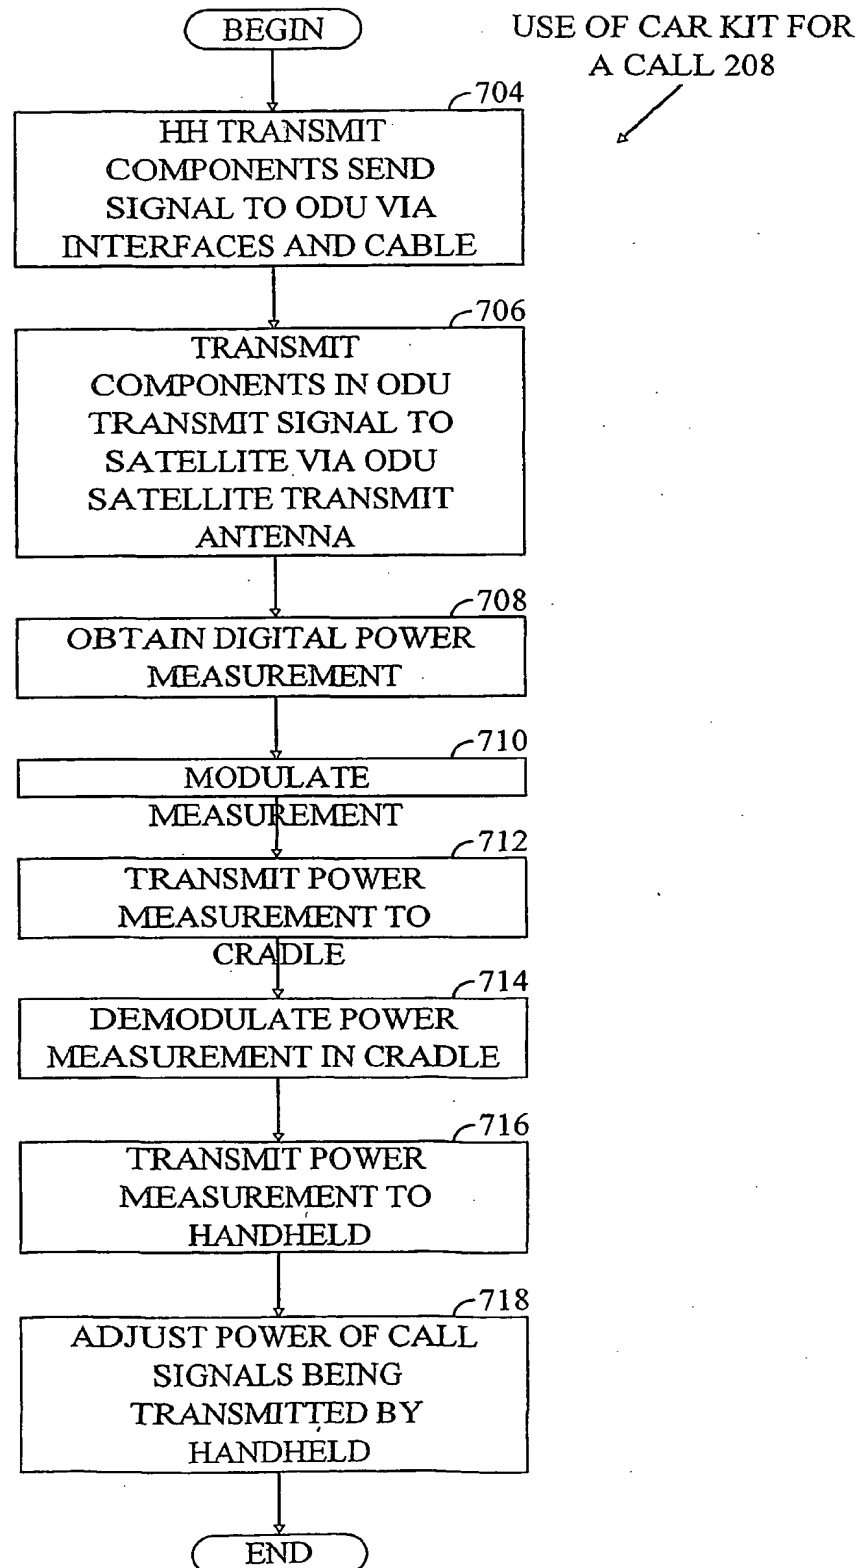 BEGIN
USE OF CAR KIT FOR
A CALL 208
704
HH TRANSMIT
COMPONENTS SEND
SIGNAL TO ODU VIA
INTERFACES AND CABLE
706
TRANSMIT
COMPONENTS IN ODU
TRANSMIT SIGNAL TO
SATELLITE VIA ODU
SATELLITE TRANSMIT
ANTENNA
708
OBTAIN DIGITAL POWER
MEASUREMENT
710
MODULATE
MEASUREMENT
712
TRANSMIT POWER
MEASUREMENT TO
CRADLE
714
DEMODULATE POWER
MEASUREMENT IN CRADLE
716
TRANSMIT POWER
MEASUREMENT TO
HANDHELD
718
ADJUST POWER OF CALL
SIGNALS BEING
TRANSMITTED BY
HANDHELD
END